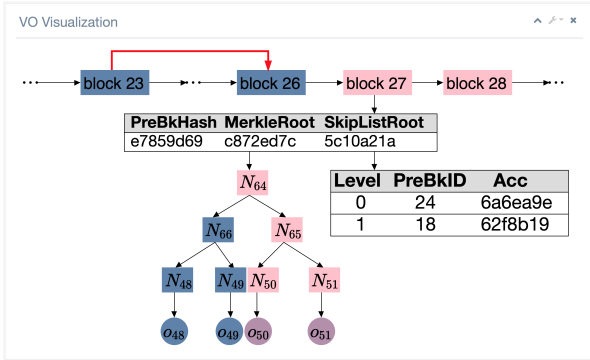 VO Visualization
... block 23 ... block 26 block 27 block 28 ...
PreBkHash MerkleRoot SkipListRoot
e7859d69 c872ed7c 5c10a21a
N64
Level PreBkID Acc
0 24 6a6ea9e
1 18 62f8b19
N66 N65
N48 N49 N50 N51
o48 o49 o50 o51